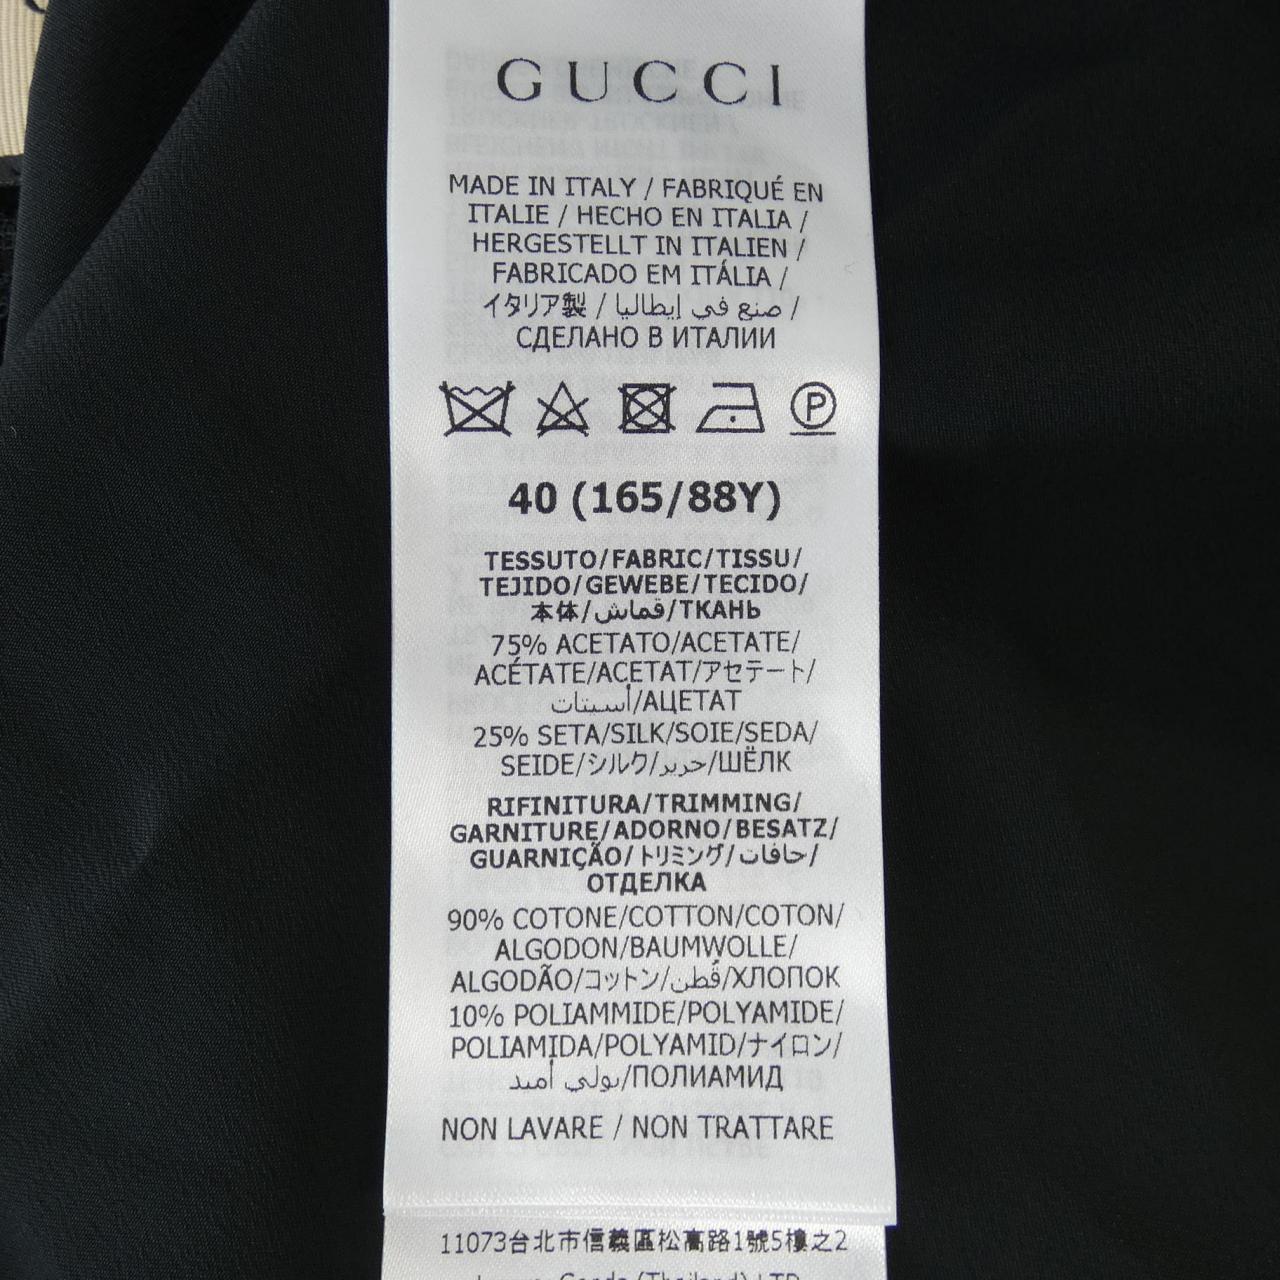 GUCCI
MADE IN ITALY / FABRIQUÉ EN
ITALIE / HECHO EN ITALIA /
HERGESTELLT IN ITALIEN /
FABRICADO EM ITÁLIA /
イタリア製 / صنع في إيطاليا /
СДЕЛАНО В ИТАЛИИ
P
40 (165/88Y)
TESSUTO/FABRIC/TISSU/
TEJIDO/GEWEBE/TECIDO/
本体/قماش/ТКАНЬ
75% ACETATO/ACETATE/
ACÉTATE/ACETAT/アセテート/
أسيتات/АЦЕТАТ
25% SETA/SILK/SOIE/SEDA/
SEIDE/シルク/حرير/ШЁЛК
RIFINITURA/TRIMMING/
GARNITURE/ADORNO/BESATZ/
GUARNIÇÃO/トリミング/حافات/
ОТДЕЛКА
90% COTONE/COTTON/COTON/
ALGODON/BAUMWOLLE/
ALGODÃO/コットン/قُطن/ХЛОПОК
10% POLIAMMIDE/POLYAMIDE/
POLIAMIDA/POLYAMID/ナイロン/
بولي أميد/ПОЛИАМИД
NON LAVARE / NON TRATTARE
11073台北市信義區松高路1號5樓之2
(Thailand) LTD